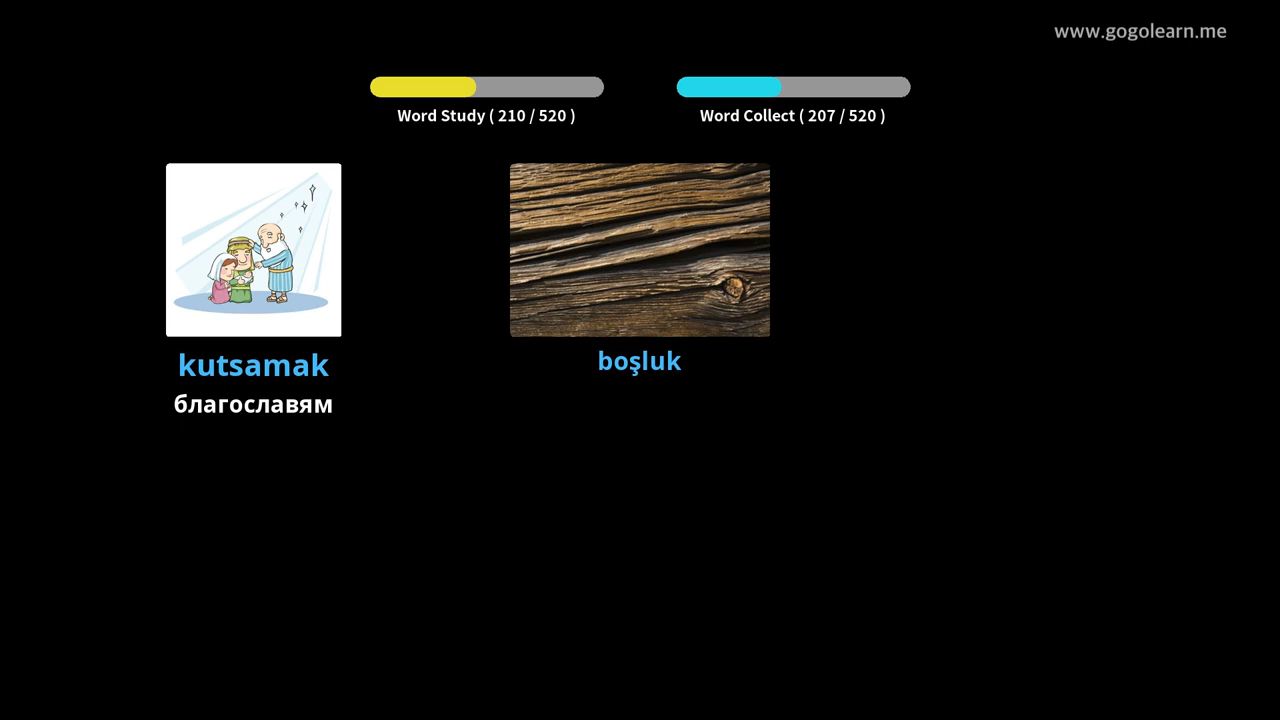 www.gogolearn.me
Word Study ( 210 / 520 )
Word Collect ( 207 / 520 )
kutsamak
благославям
boşluk